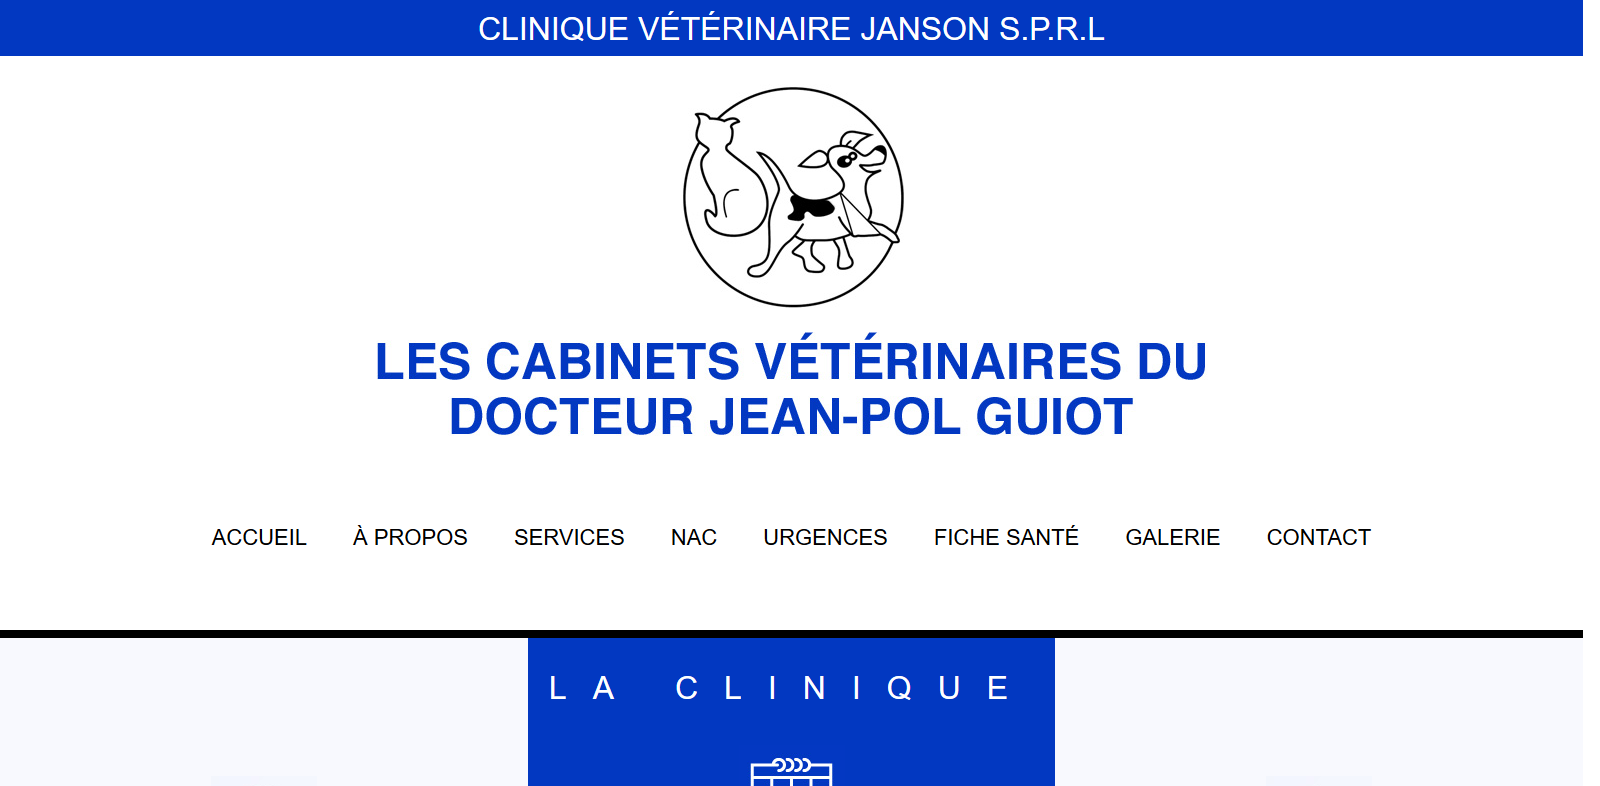 CLINIQUE VÉTÉRINAIRE JANSON S.P.R.L
LES CABINETS VÉTÉRINAIRES DU
DOCTEUR JEAN-POL GUIOT
ACCUEIL À PROPOS SERVICES NAC URGENCES FICHE SANTÉ GALERIE CONTACT
LA CLINIQUE